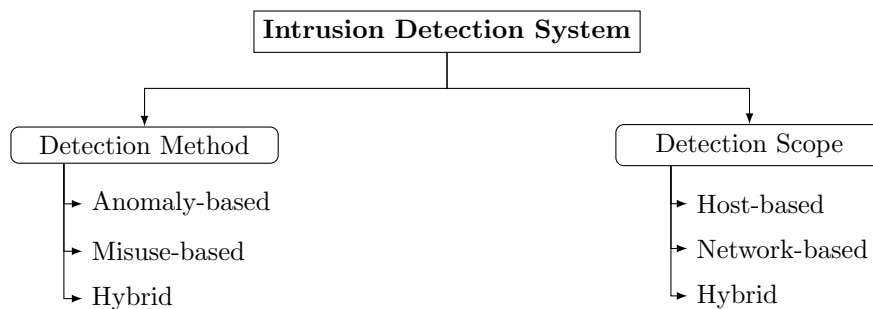 Intrusion Detection System
Detection Method
Anomaly-based
Misuse-based
Hybrid
Detection Scope
Host-based
Network-based
Hybrid